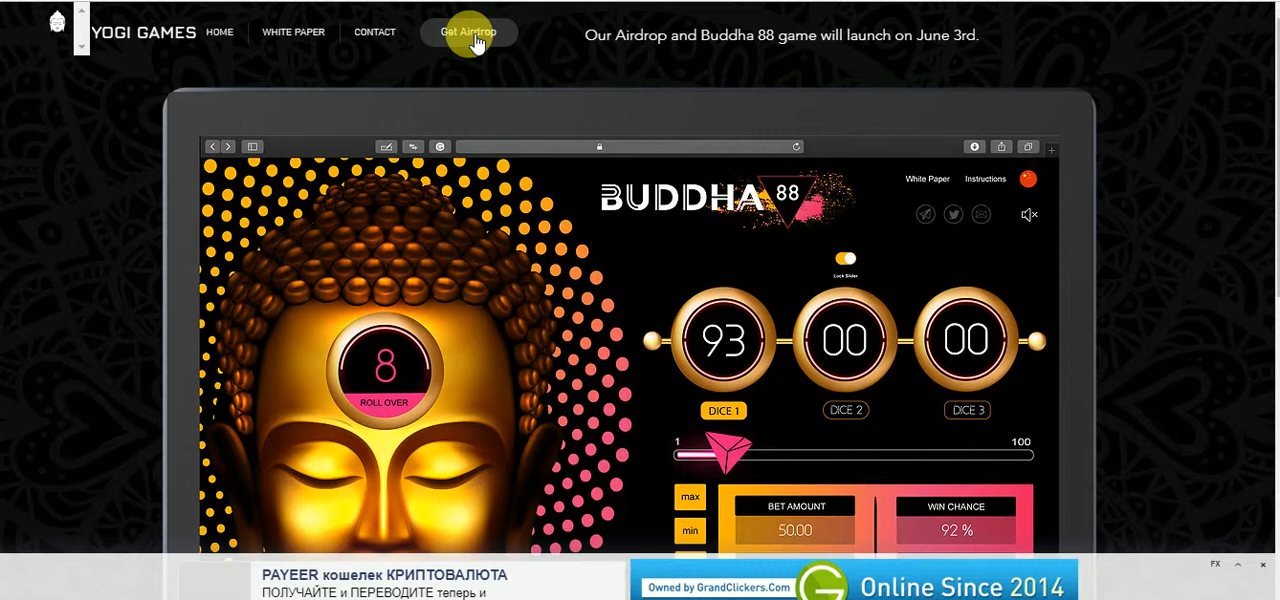 YOGI GAMES
HOME
WHITE PAPER
CONTACT
Get Airdrop
Our Airdrop and Buddha 88 game will launch on June 3rd.
BUDDHA 88
White Paper
Instructions
Lock Slider
93
00
00
8
ROLL OVER
DICE 1
DICE 2
DICE 3
1
100
max
BET AMOUNT
WIN CHANCE
min
50.00
92 %
FX
PAYEER кошелек КРИПТОВАЛЮТА
ПОЛУЧАЙТЕ и ПЕРЕВОДИТЕ теперь и
Owned by GrandClickers.Com
G
Online Since 2014